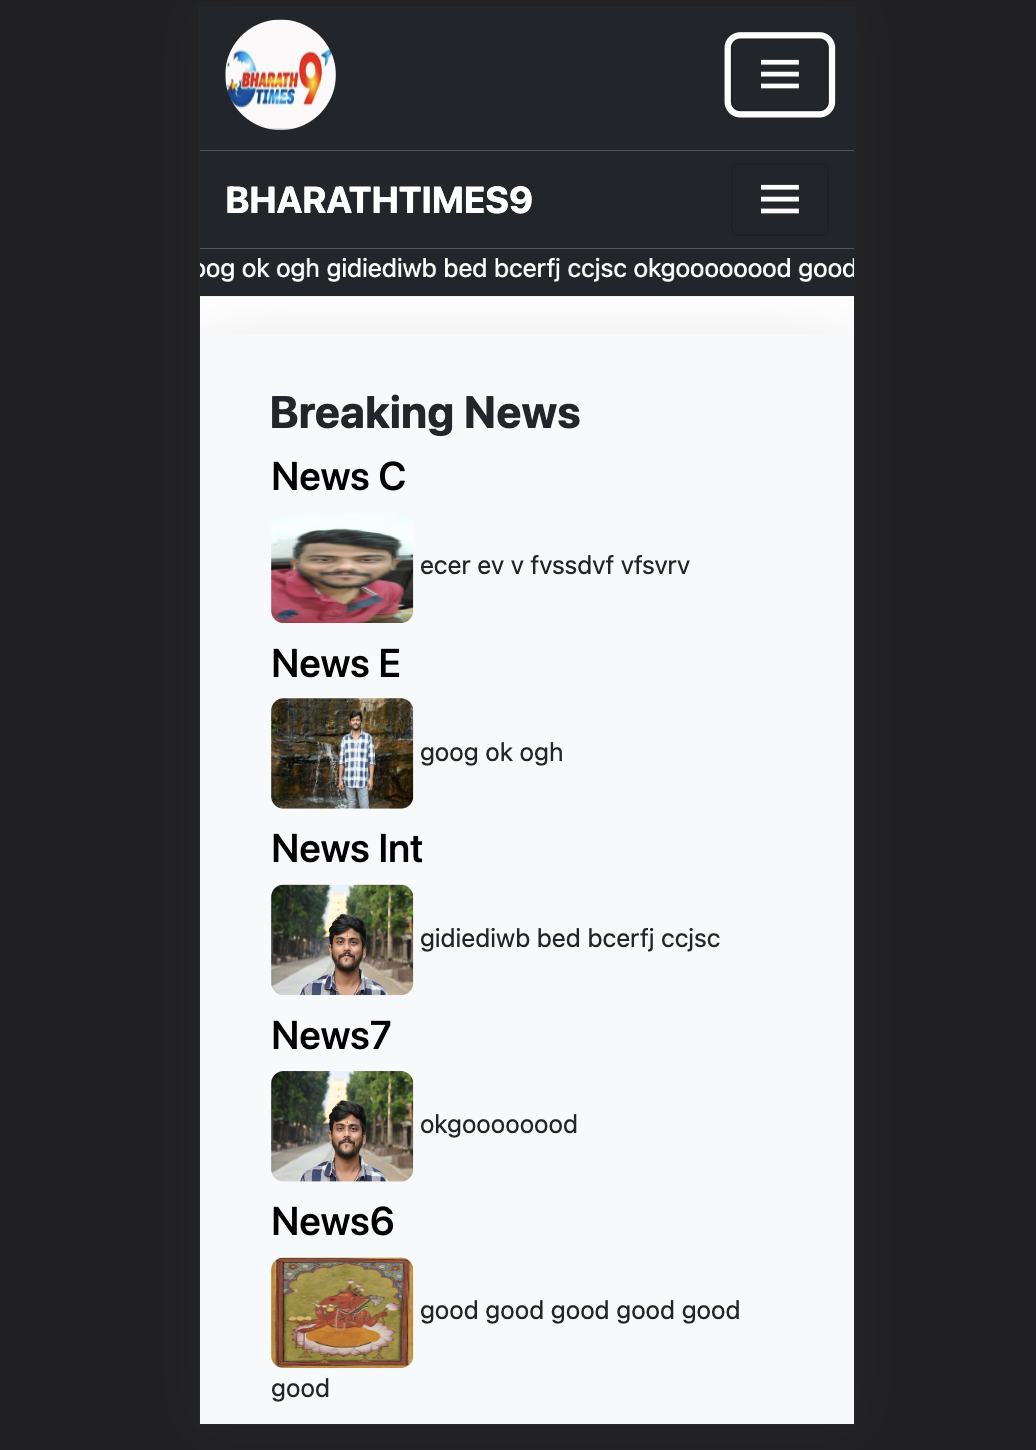 BHARATH
TIMES 9
BHARATHTIMES9
ok ogh gidiediwb bed bcerfj ccjsc okgoooooood good
Breaking News
News C
ecer ev v fvssdvf vfsvrv
News E
goog ok ogh
News Int
gidiediwb bed bcerfj ccjsc
News7
okgoooooood
News6
good good good good good
good